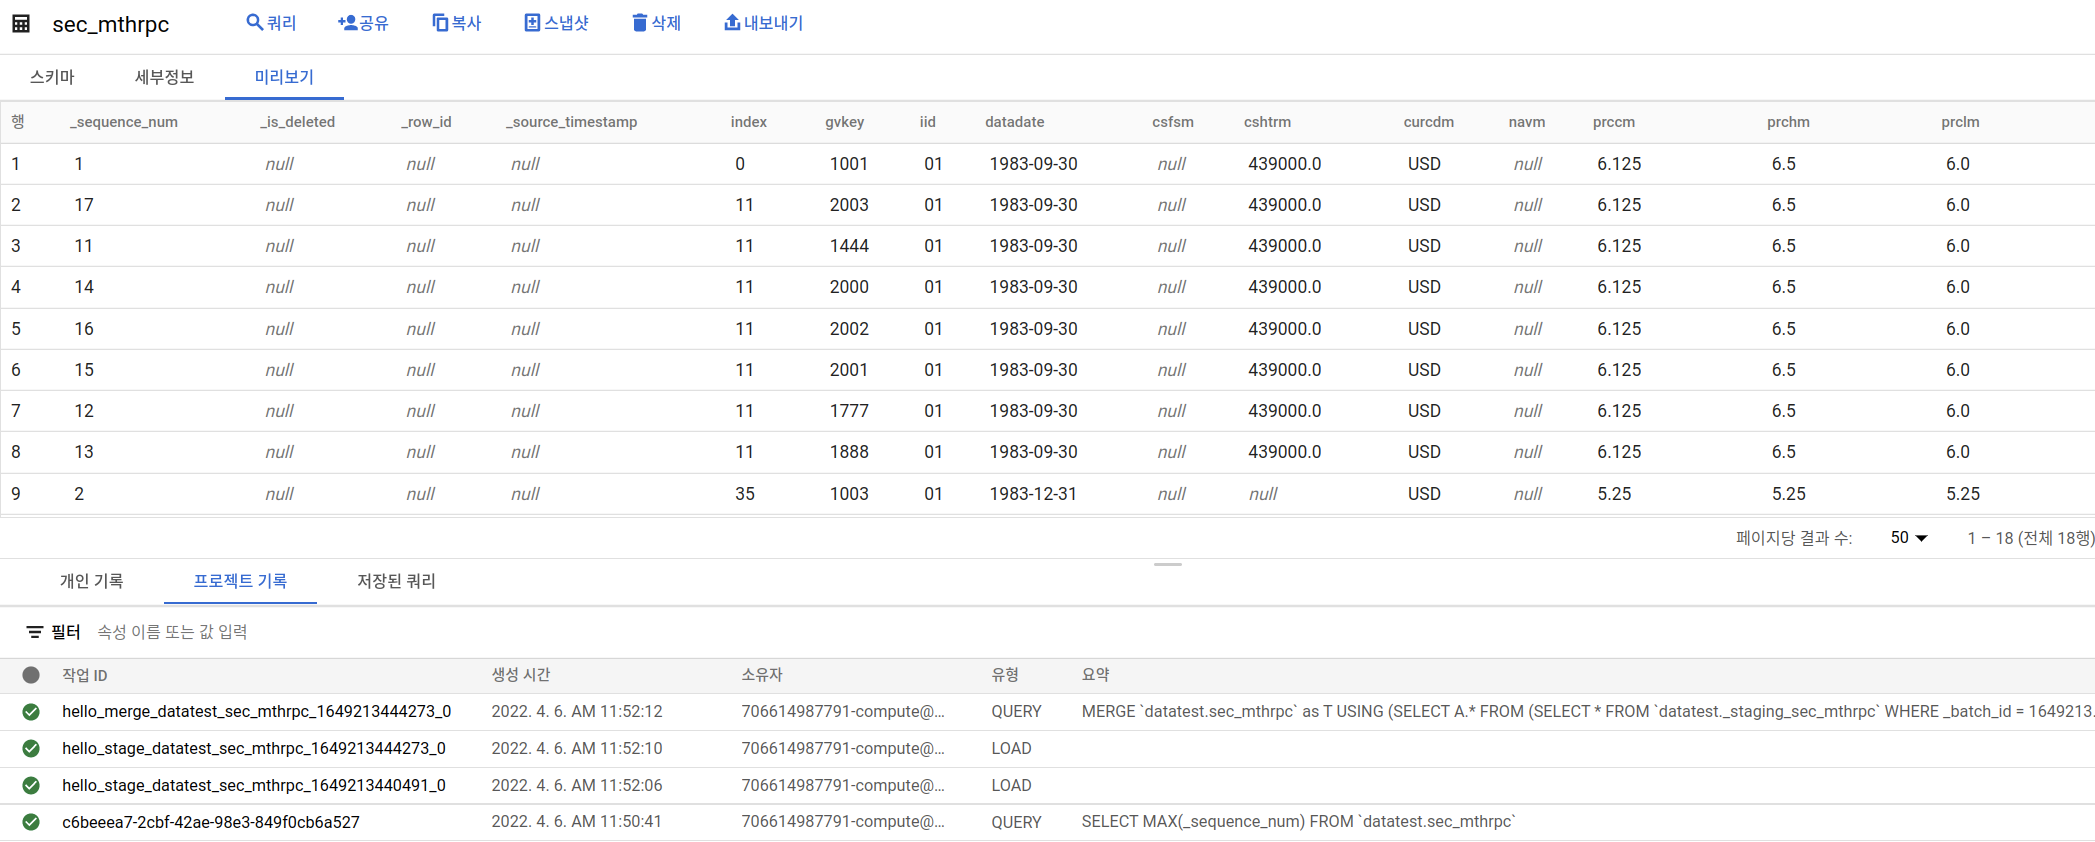 sec_mthrpc 쿼리 공유 복사 스냅샷 삭제 내보내기
스키마 세부정보 미리보기
행 _sequence_num _is_deleted _row_id _source_timestamp index gvkey iid datadate csfsm cshtrm curcdm navm prccm prchm prclm
1 1 null null null 0 1001 01 1983-09-30 null 439000.0 USD null 6.125 6.5 6.0
2 17 null null null 11 2003 01 1983-09-30 null 439000.0 USD null 6.125 6.5 6.0
3 11 null null null 11 1444 01 1983-09-30 null 439000.0 USD null 6.125 6.5 6.0
4 14 null null null 11 2000 01 1983-09-30 null 439000.0 USD null 6.125 6.5 6.0
5 16 null null null 11 2002 01 1983-09-30 null 439000.0 USD null 6.125 6.5 6.0
6 15 null null null 11 2001 01 1983-09-30 null 439000.0 USD null 6.125 6.5 6.0
7 12 null null null 11 1777 01 1983-09-30 null 439000.0 USD null 6.125 6.5 6.0
8 13 null null null 11 1888 01 1983-09-30 null 439000.0 USD null 6.125 6.5 6.0
9 2 null null null 35 1003 01 1983-12-31 null null USD null 5.25 5.25 5.25
페이지당 결과 수: 50 1 – 18 (전체 18행)
개인 기록 프로젝트 기록 저장된 쿼리
필터 속성 이름 또는 값 입력
작업 ID 생성 시간 소유자 유형 요약
hello_merge_datatest_sec_mthrpc_1649213444273_0 2022. 4. 6. AM 11:52:12 706614987791-compute@... QUERY MERGE `datatest.sec_mthrpc` as T USING (SELECT A.* FROM (SELECT * FROM `datatest._staging_sec_mthrpc` WHERE _batch_id = 1649213.
hello_stage_datatest_sec_mthrpc_1649213444273_0 2022. 4. 6. AM 11:52:10 706614987791-compute@... LOAD
hello_stage_datatest_sec_mthrpc_1649213440491_0 2022. 4. 6. AM 11:52:06 706614987791-compute@... LOAD
c6beeea7-2cbf-42ae-98e3-849f0cb6a527 2022. 4. 6. AM 11:50:41 706614987791-compute@... QUERY SELECT MAX(_sequence_num) FROM `datatest.sec_mthrpc`